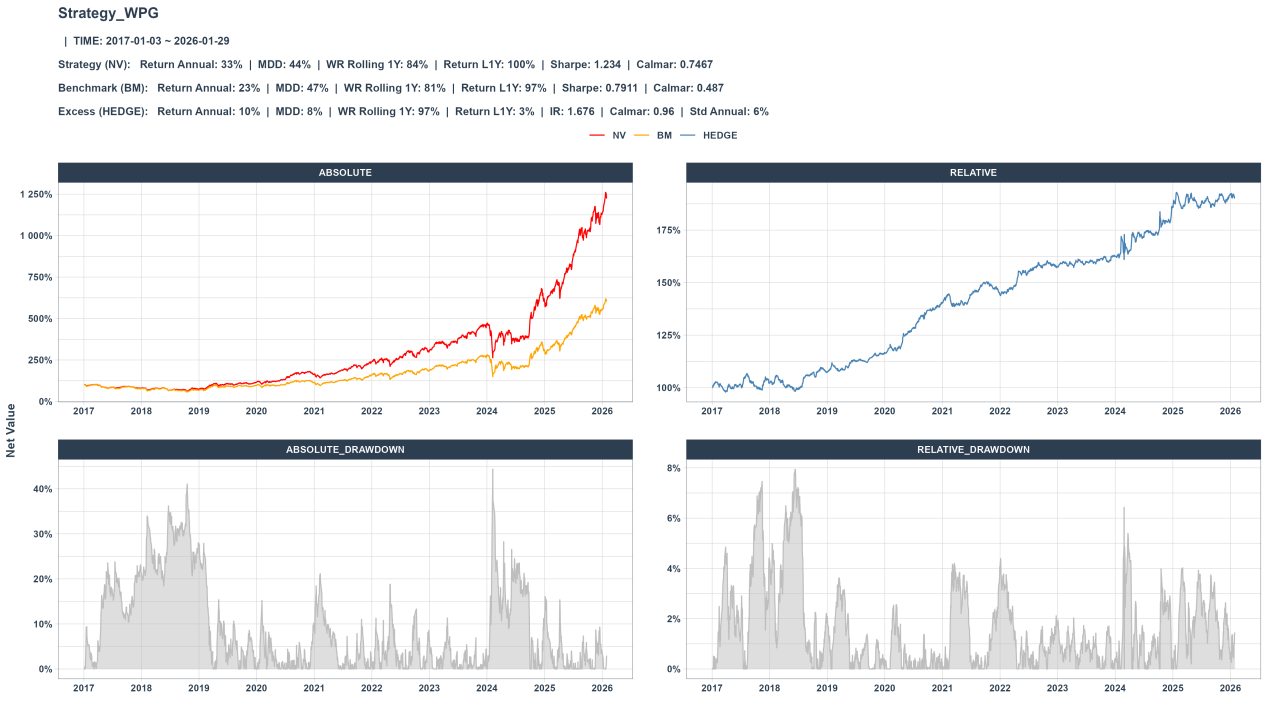 Strategy_WPG
| TIME: 2017-01-03 ~ 2026-01-29
Strategy (NV): Return Annual: 33% | MDD: 44% | WR Rolling 1Y: 84% | Return L1Y: 100% | Sharpe: 1.234 | Calmar: 0.7467
Benchmark (BM): Return Annual: 23% | MDD: 47% | WR Rolling 1Y: 81% | Return L1Y: 97% | Sharpe: 0.7911 | Calmar: 0.487
Excess (HEDGE): Return Annual: 10% | MDD: 8% | WR Rolling 1Y: 97% | Return L1Y: 3% | IR: 1.676 | Calmar: 0.96 | Std Annual: 6%
NV BM HEDGE
Net Value
ABSOLUTE
1 250%
1 000%
750%
500%
250%
0%
2017 2018 2019 2020 2021 2022 2023 2024 2025 2026
RELATIVE
175%
150%
125%
100%
2017 2018 2019 2020 2021 2022 2023 2024 2025 2026
ABSOLUTE_DRAWDOWN
40%
30%
20%
10%
0%
2017 2018 2019 2020 2021 2022 2023 2024 2025 2026
RELATIVE_DRAWDOWN
8%
6%
4%
2%
0%
2017 2018 2019 2020 2021 2022 2023 2024 2025 2026